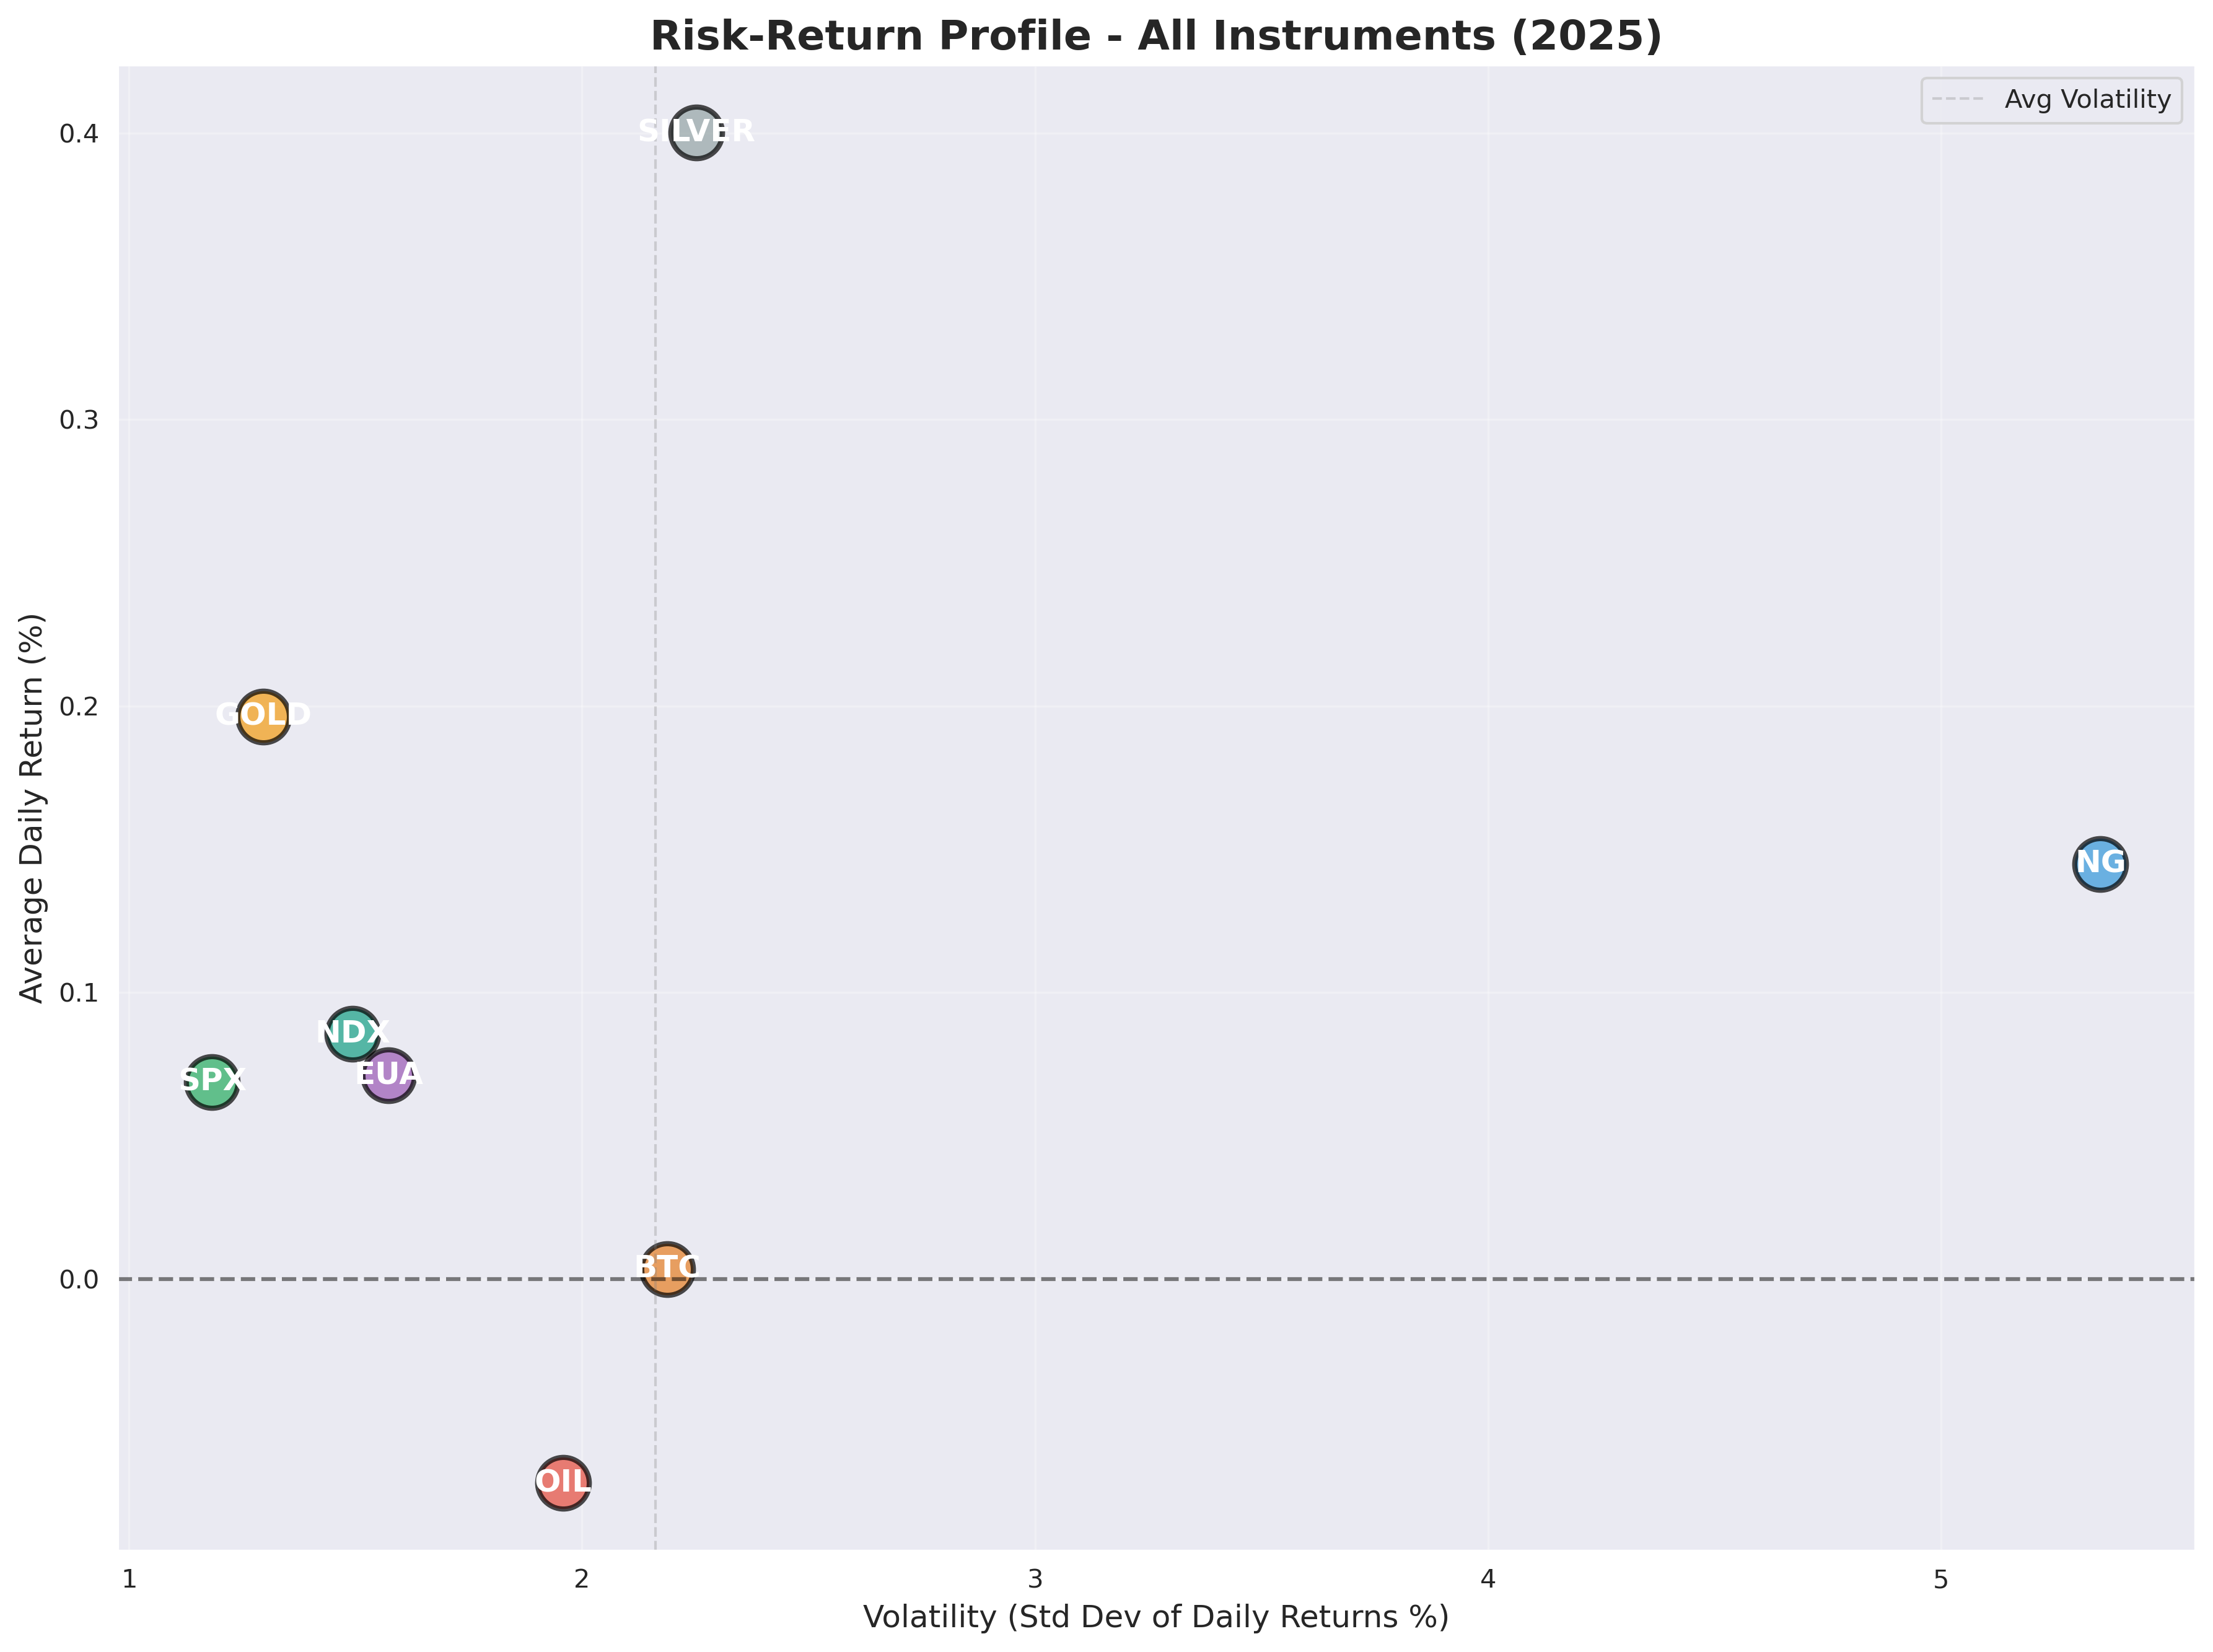 Risk-Return Profile - All Instruments (2025)
Avg Volatility
Average Daily Return (%)
0.4
0.3
0.2
0.1
0.0
SILVER
GOLD
NG
NDX
EUA
SPX
BTC
OIL
1 2 3 4 5
Volatility (Std Dev of Daily Returns %)